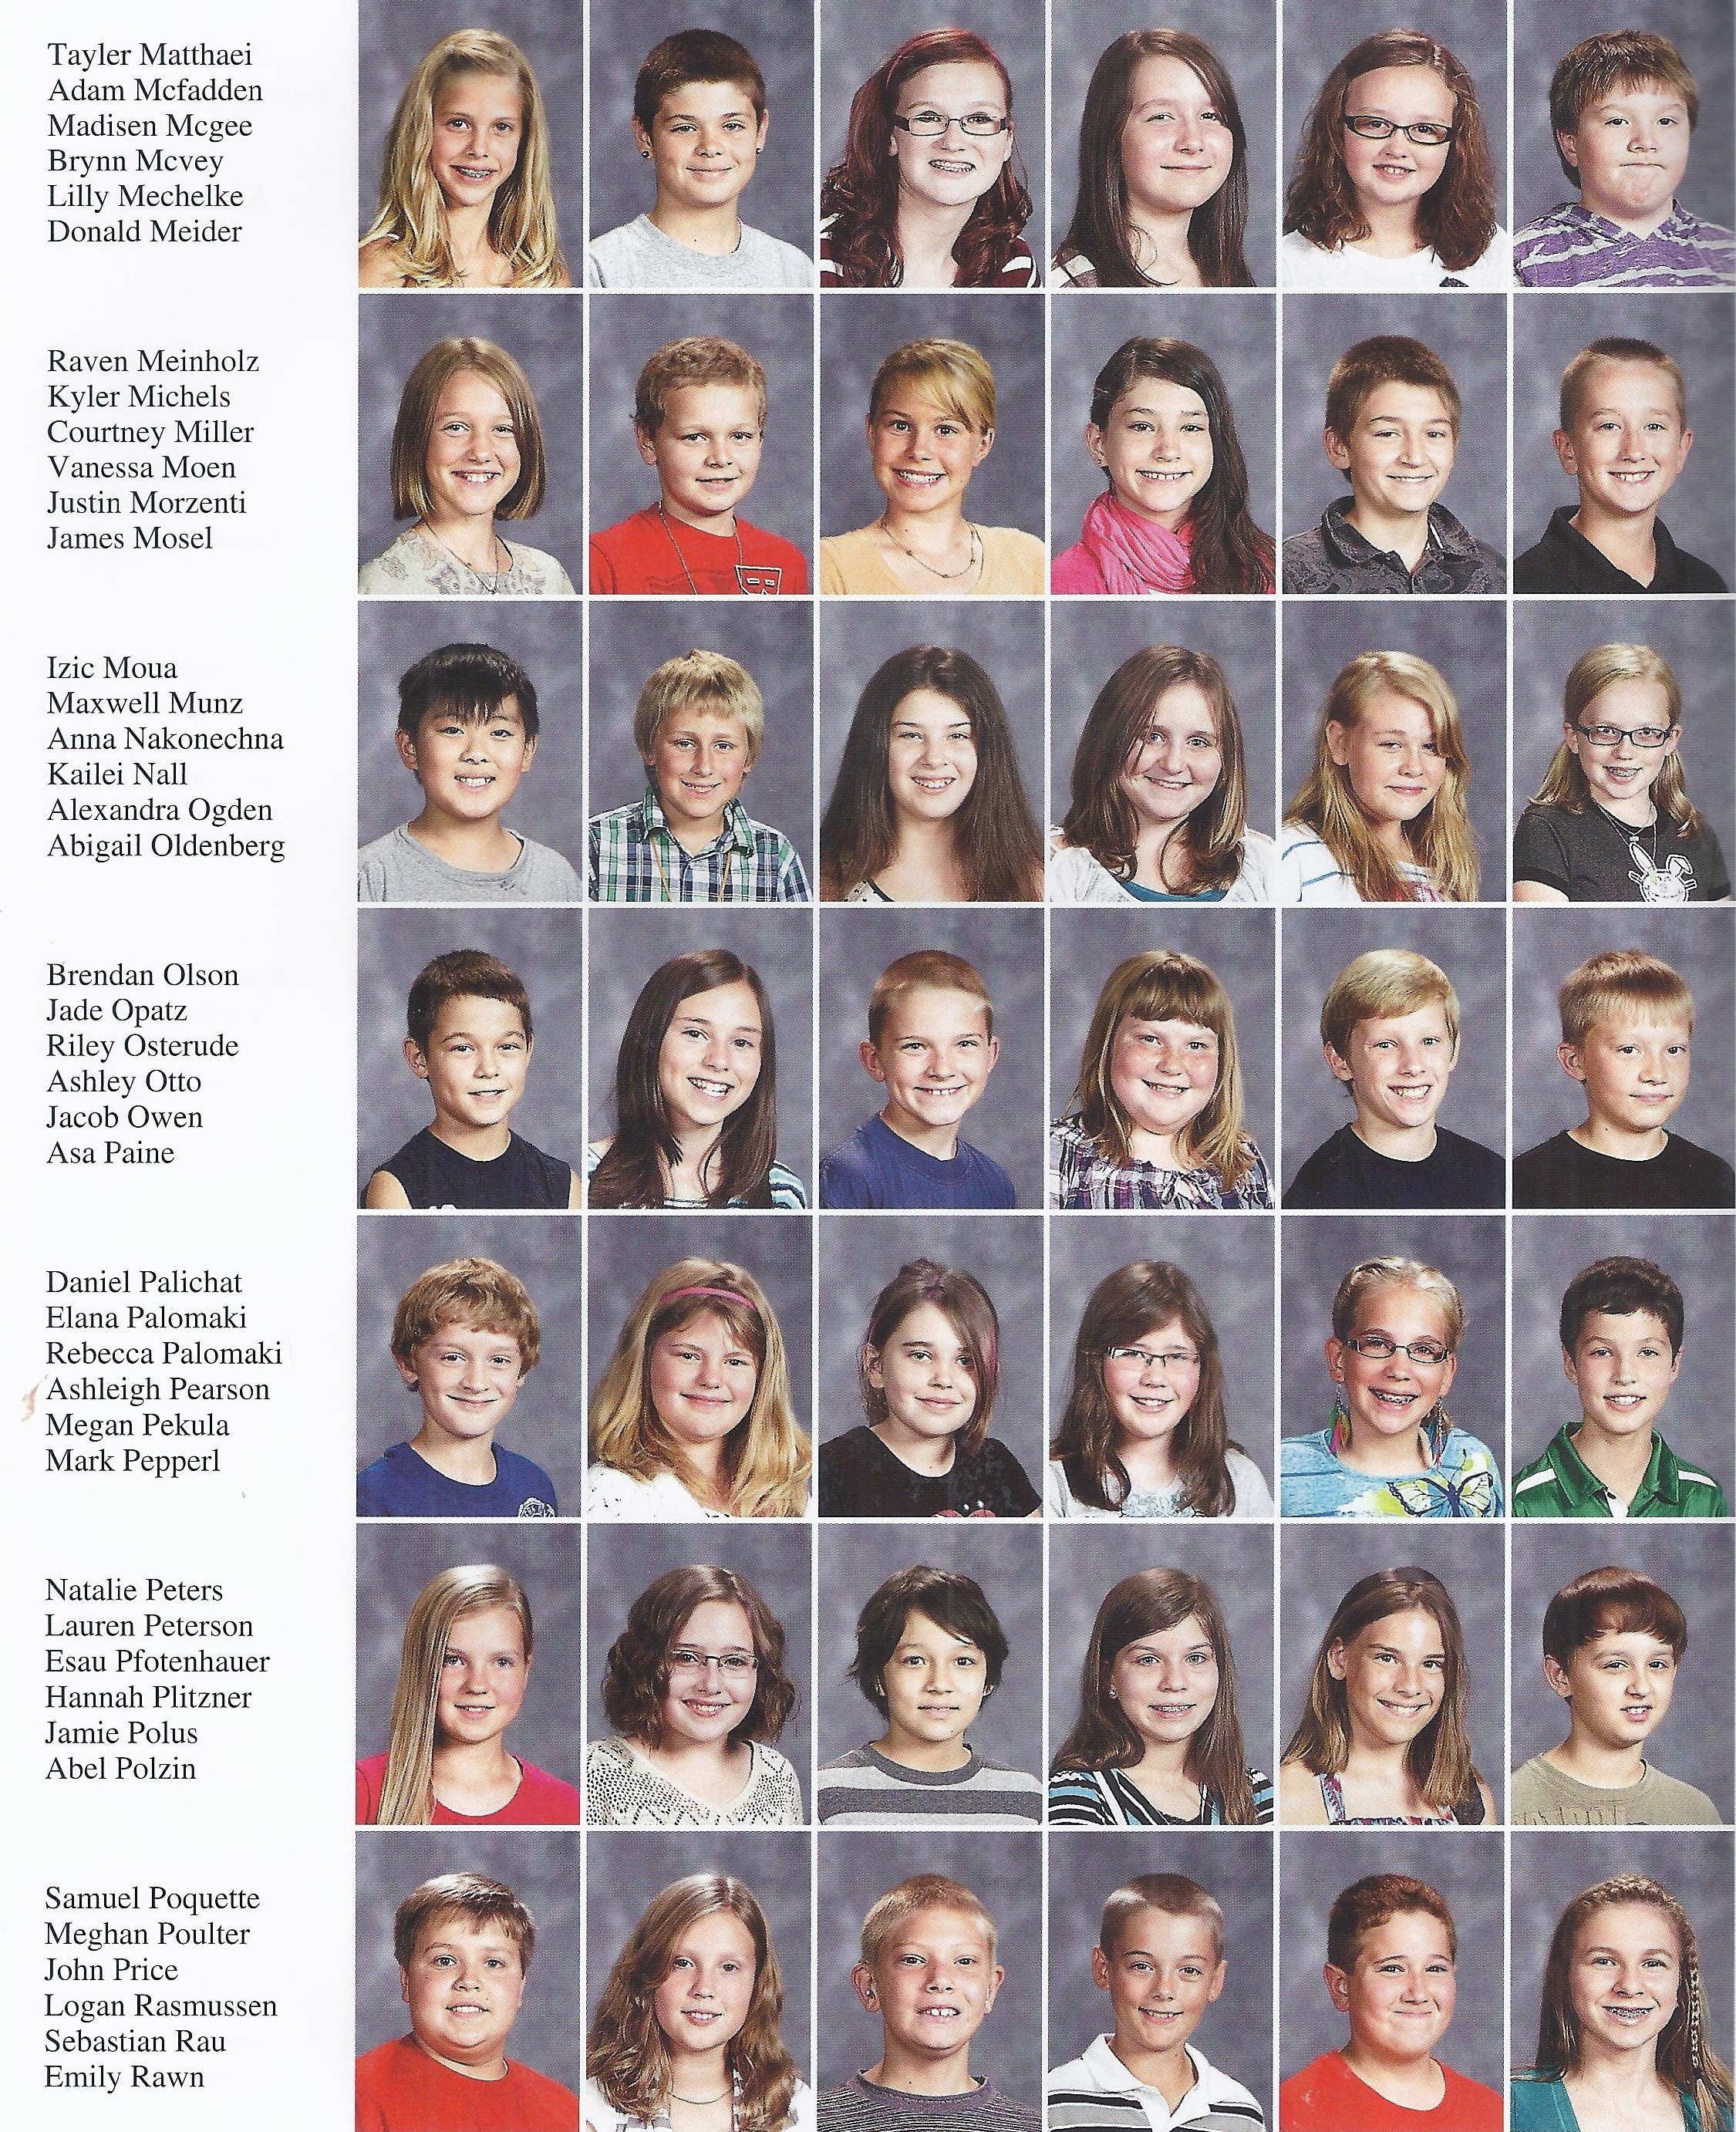 Tayler Matthaei
Adam Mcfadden
Madisen Mcgee
Brynn Mcvey
Lilly Mechelke
Donald Meider
Raven Meinholz
Kyler Michels
Courtney Miller
Vanessa Moen
Justin Morzenti
James Mosel
Izic Moua
Maxwell Munz
Anna Nakonechna
Kailei Nall
Alexandra Ogden
Abigail Oldenberg
Brendan Olson
Jade Opatz
Riley Osterude
Ashley Otto
Jacob Owen
Asa Paine
Daniel Palichat
Elana Palomaki
Rebecca Palomaki
Ashleigh Pearson
Megan Pekula
Mark Pepperl
Natalie Peters
Lauren Peterson
Esau Pfotenhauer
Hannah Plitzner
Jamie Polus
Abel Polzin
Samuel Poquette
Meghan Poulter
John Price
Logan Rasmussen
Sebastian Rau
Emily Rawn